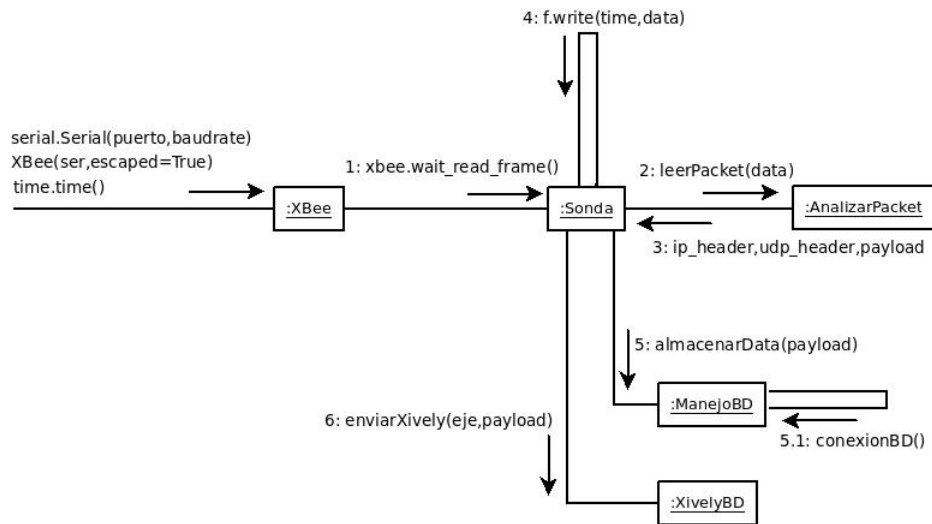 4: f.write(time,data)
serial.Serial(puerto,baudrate)
XBee(ser,escaped=True)
time.time()
1: xbee.wait_read_frame()
2: leerPacket(data)
:XBee
:Sonda
:AnalizarPacket
3: ip_header,udp_header,payload
5: almacenarData(payload)
:ManejoBD
6: enviarXively(eje,payload)
5.1: conexionBD()
:XivelyBD